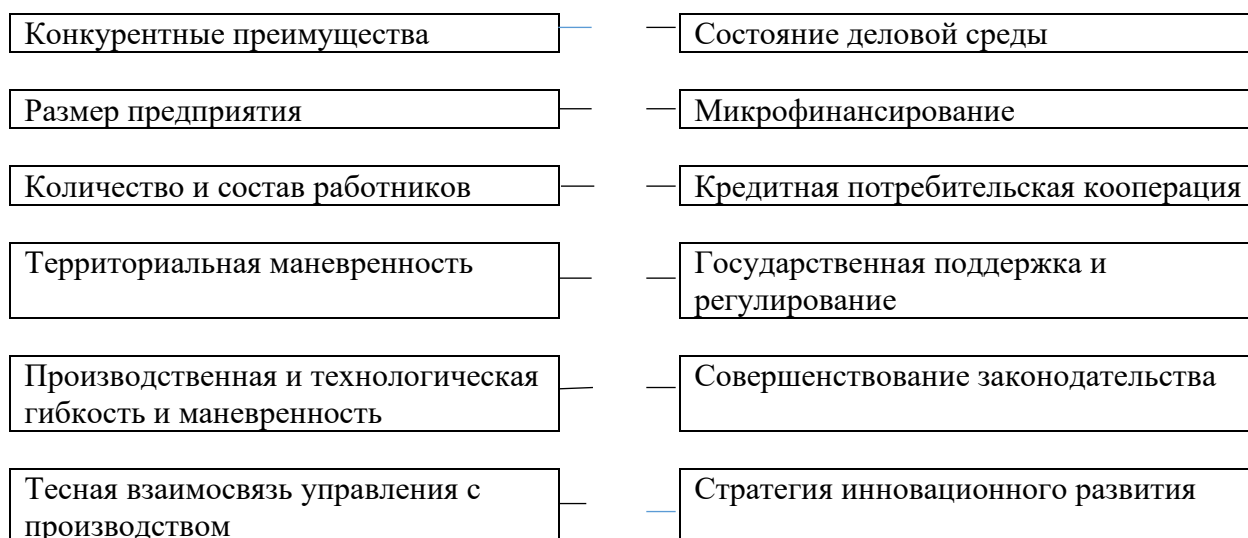 Конкурентные преимущества
Состояние деловой среды
Размер предприятия
Микрофинансирование
Количество и состав работников
Кредитная потребительская кооперация
Территориальная маневренность
Государственная поддержка и
регулирование
Производственная и технологическая
гибкость и маневренность
Совершенствование законодательства
Тесная взаимосвязь управления с
производством
Стратегия инновационного развития